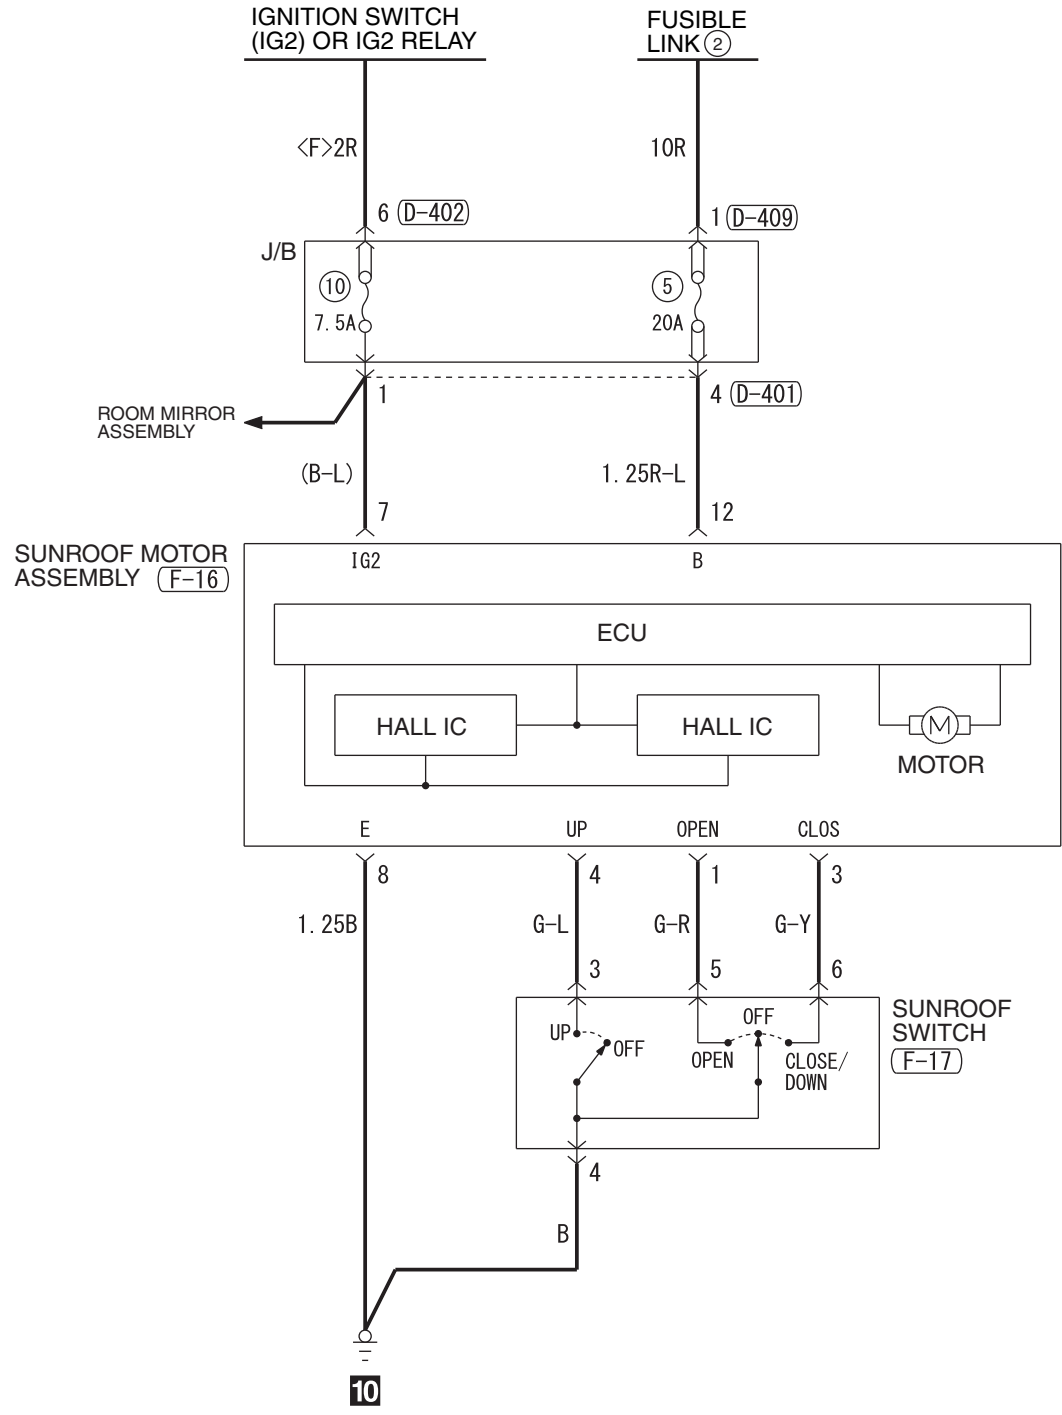 IGNITION SWITCH
(IG2) OR IG2 RELAY
FUSIBLE
LINK ②
<F>2R
10R
6 D-402
1 D-409
J/B
⑩
7.5A
⑤
20A
1
4 D-401
ROOM MIRROR
ASSEMBLY
(B-L)
1.25R-L
7
12
SUNROOF MOTOR
ASSEMBLY F-16
IG2
B
ECU
HALL IC
HALL IC
M
MOTOR
E
UP
OPEN
CLOS
8
4
1
3
1.25B
G-L
G-R
G-Y
3
5
6
SUNROOF
SWITCH
F-17
UP
OFF
OFF
OPEN
CLOSE/
DOWN
4
B
10